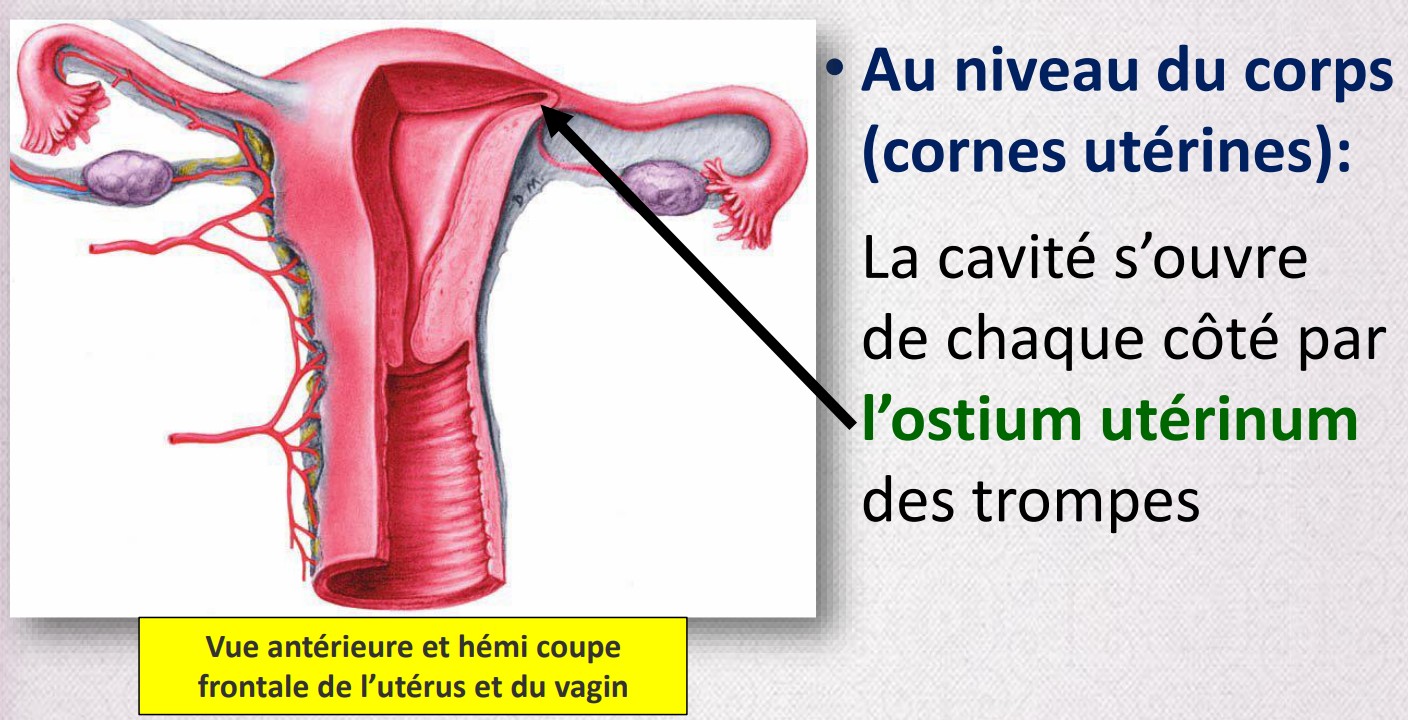 • Au niveau du corps
(cornes utérines):
La cavité s’ouvre
de chaque côté par
l’ostium utérinum
des trompes
D.M.
Vue antérieure et hémi coupe
frontale de l’utérus et du vagin